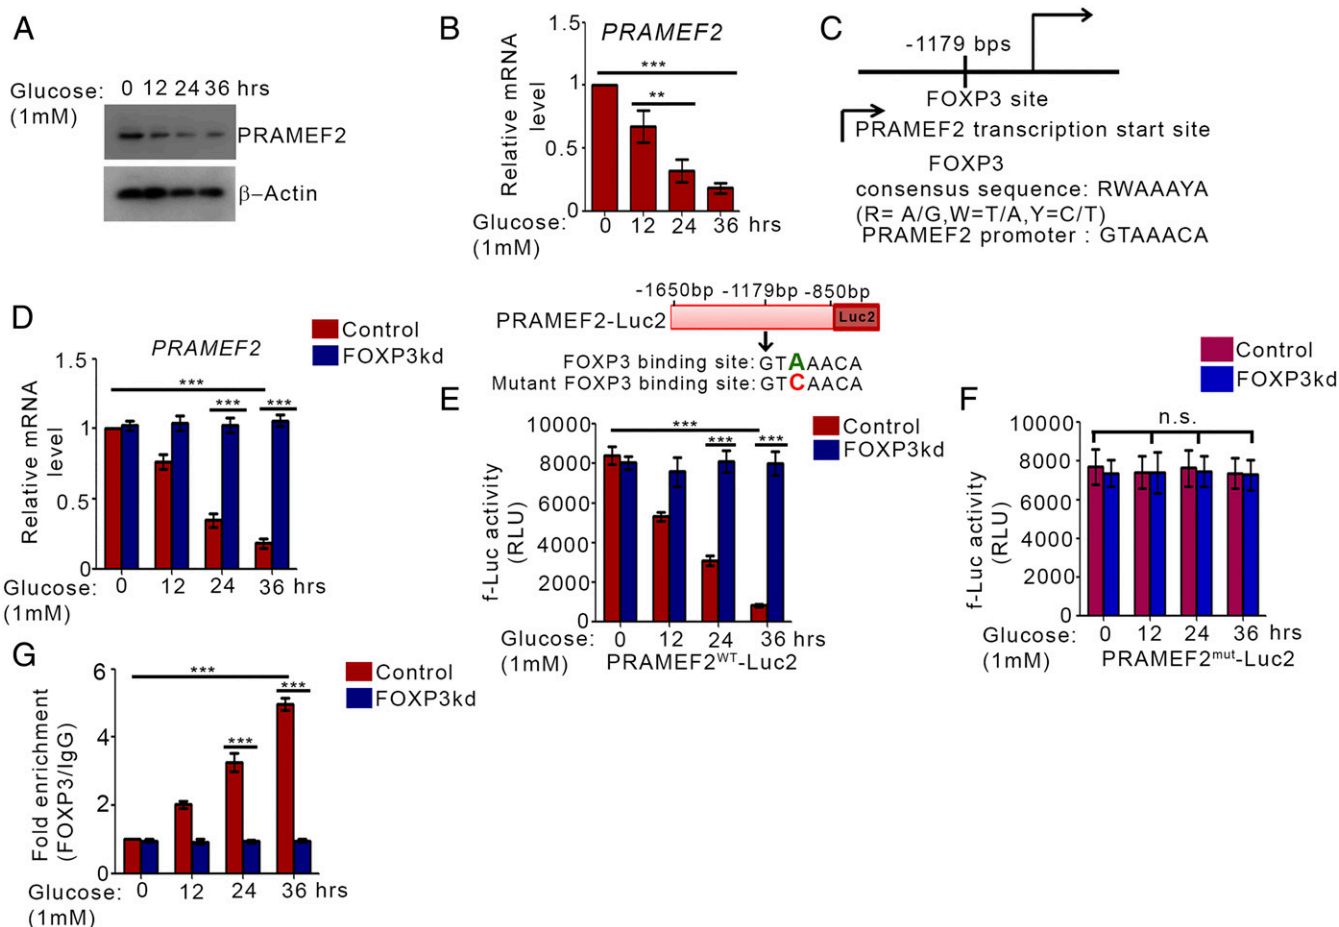 A
Glucose: 0 12 24 36 hrs
(1mM)
PRAMEF2
β–Actin
B
PRAMEF2
Relative mRNA
level
1.5
1
0.5
0
***
**
Glucose: 0 12 24 36 hrs
(1mM)
C
-1179 bps
FOXP3 site
PRAMEF2 transcription start site
FOXP3
consensus sequence: RWAAAYA
(R= A/G,W=T/A,Y=C/T)
PRAMEF2 promoter : GTAAACA
D
Control
FOXP3kd
PRAMEF2
Relative mRNA
level
1.5
1
0.5
0
***
*** ***
Glucose: 0 12 24 36 hrs
(1mM)
-1650bp -1179bp -850bp
PRAMEF2-Luc2 Luc2
FOXP3 binding site:GTAAACA
Mutant FOXP3 binding site:GTCAACA
E
Control
FOXP3kd
f-Luc activity
(RLU)
10000
8000
6000
4000
2000
0
***
*** ***
Glucose: 0 12 24 36 hrs
(1mM) PRAMEF2WT-Luc2
F
Control
FOXP3kd
f-Luc activity
(RLU)
10000
8000
6000
4000
2000
0
n.s.
Glucose: 0 12 24 36 hrs
(1mM) PRAMEF2mut-Luc2
G
Control
FOXP3kd
Fold enrichment
(FOXP3/IgG)
6
4
2
0
***
*** ***
Glucose: 0 12 24 36 hrs
(1mM)